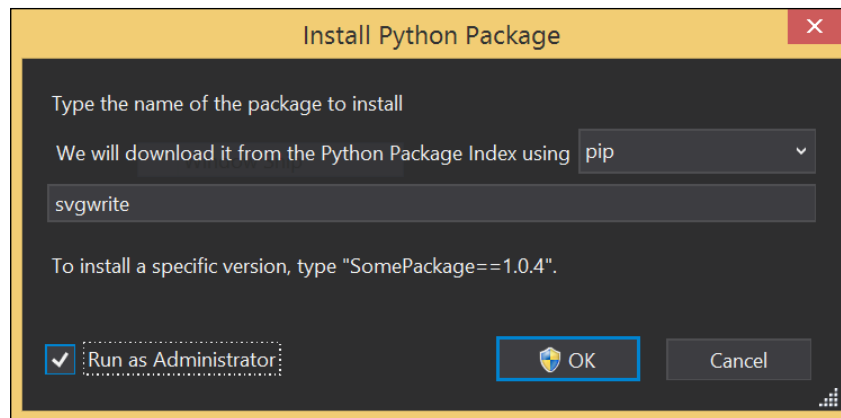 Install Python Package
Type the name of the package to install
We will download it from the Python Package Index using pip
svgwrite
To install a specific version, type "SomePackage==1.0.4".
Run as Administrator
OK
Cancel